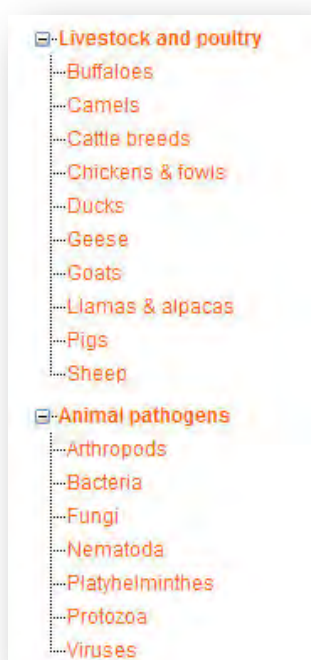 Livestock and poultry
Buffaloes
Camels
Cattle breeds
Chickens & fowls
Ducks
Geese
Goats
Llamas & alpacas
Pigs
Sheep
Animal pathogens
Arthropods
Bacteria
Fungi
Nematoda
Platyhelminthes
Protozoa
Viruses